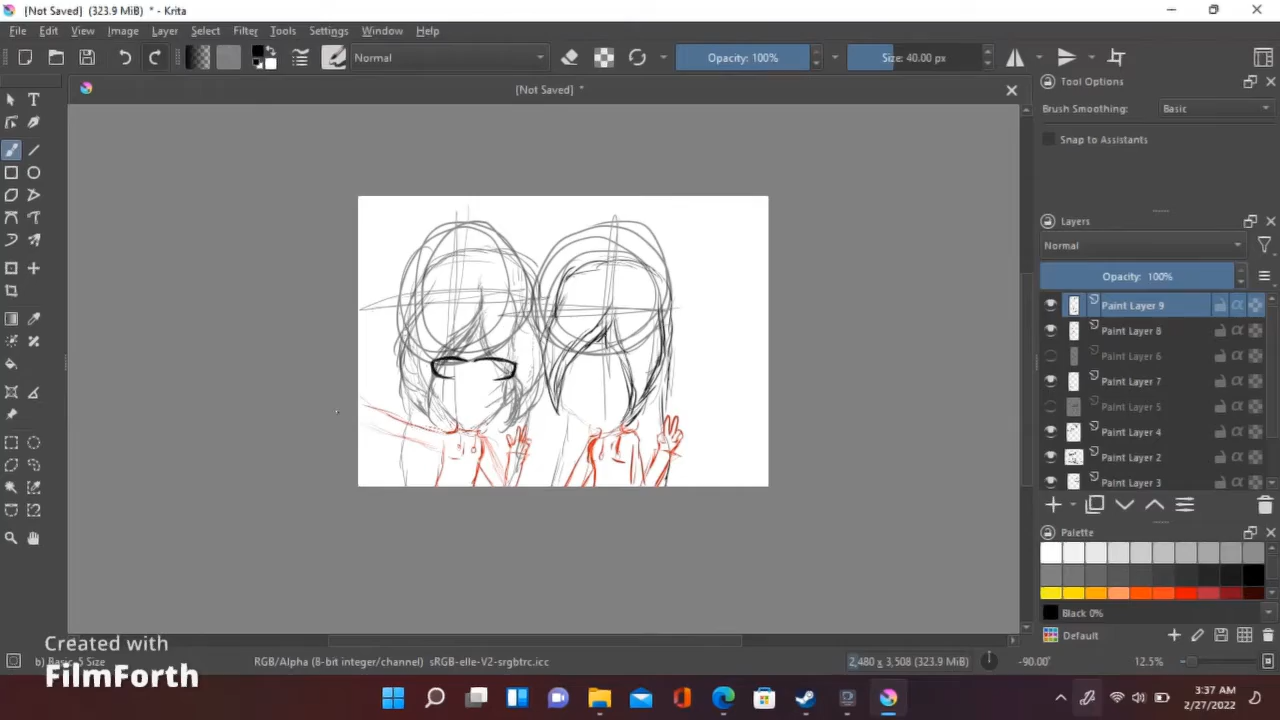 [Not Saved] (323.9 MiB) * - Krita
File Edit View Image Layer Select Filter Tools Settings Window Help
Normal
Opacity: 100%
Size: 40.00 px
[Not Saved] *
Tool Options
Brush Smoothing: Basic
Snap to Assistants
Layers
Normal
Opacity: 100%
Paint Layer 9
Paint Layer 8
Paint Layer 6
Paint Layer 7
Paint Layer 5
Paint Layer 4
Paint Layer 2
Paint Layer 3
Palette
Black 0%
Default
Created with
FilmForth
b) Basic-5 Size
RGB/Alpha (8-bit integer/channel) sRGB-elle-V2-srgbtrc.icc
2,480 x 3,508 (323.9 MiB)
-90.00°
12.5%
3:37 AM
2/27/2022